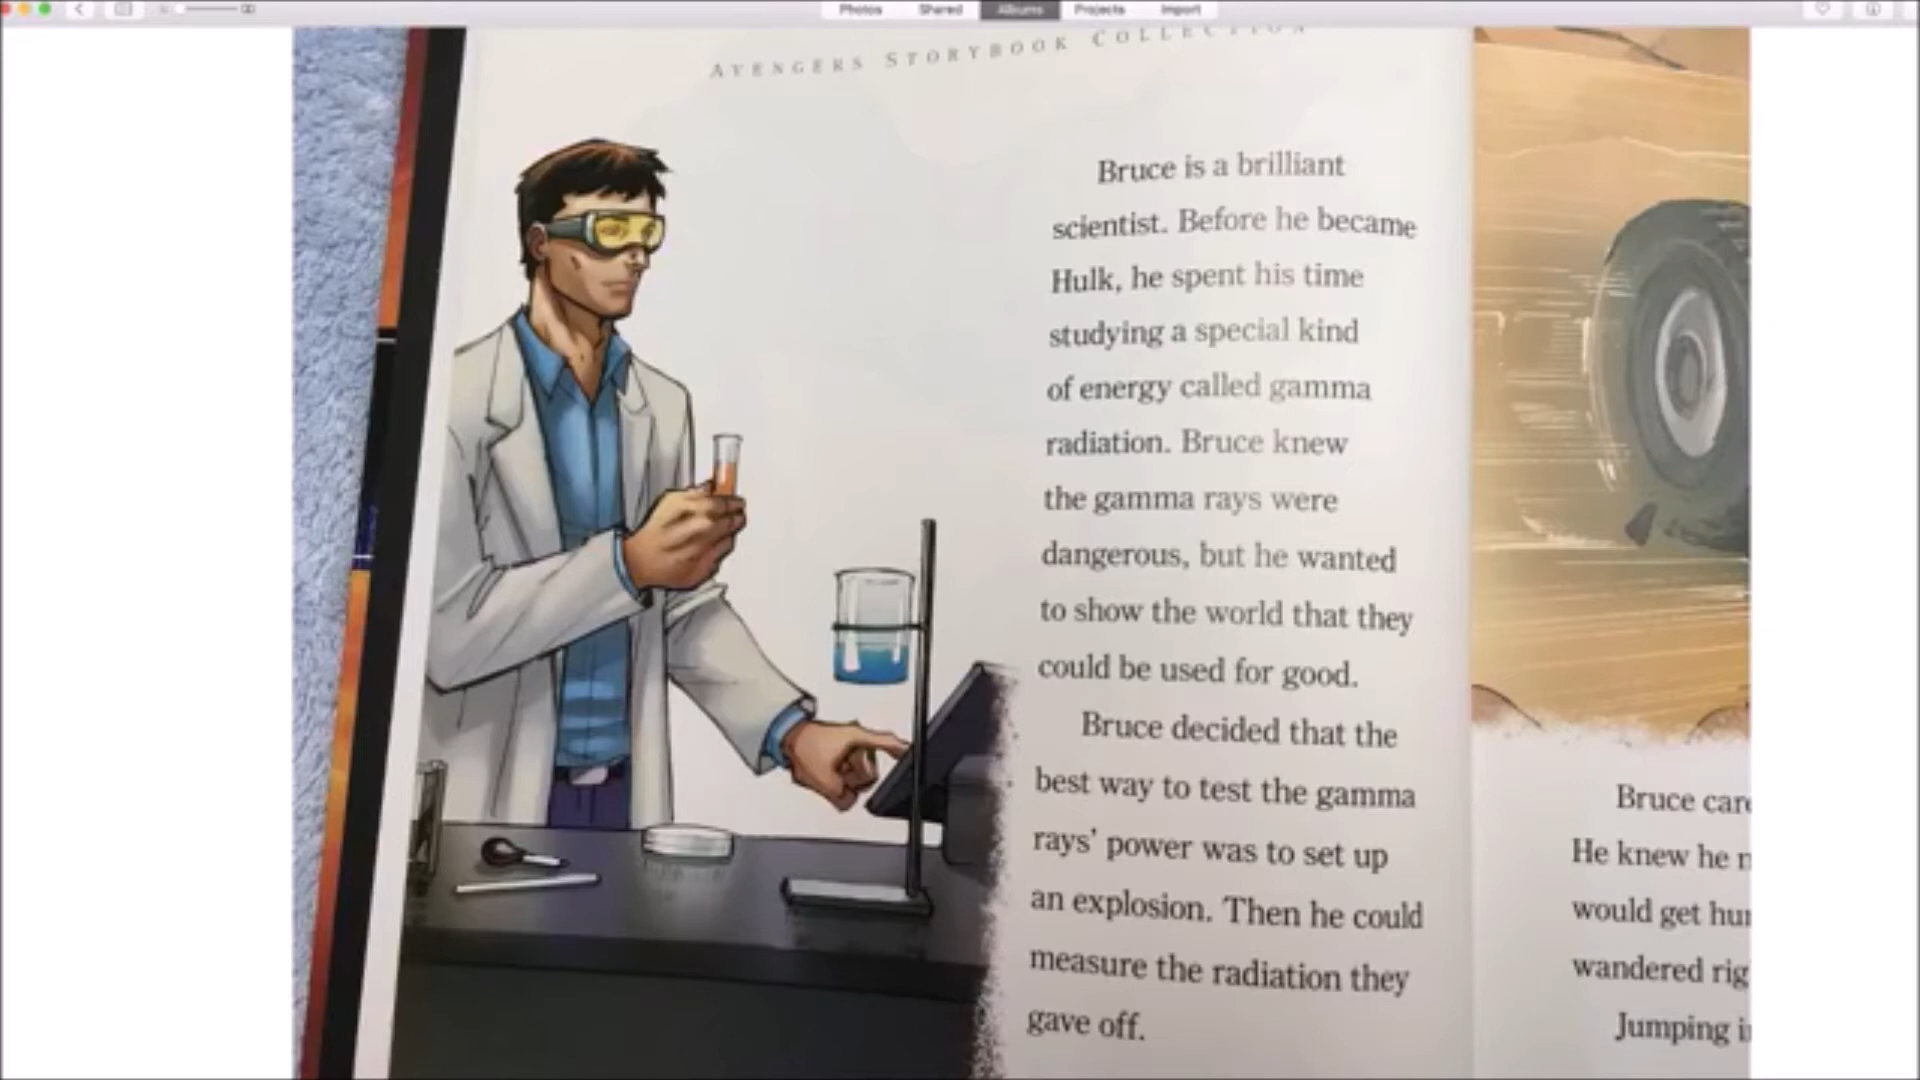 Photos Shared Albums Projects Import
AVENGERS STORYBOOK COLLECTION
Bruce is a brilliant
scientist. Before he became
Hulk, he spent his time
studying a special kind
of energy called gamma
radiation. Bruce knew
the gamma rays were
dangerous, but he wanted
to show the world that they
could be used for good.
Bruce decided that the
best way to test the gamma
rays' power was to set up
an explosion. Then he could
measure the radiation they
gave off.
Bruce
He knew he
would get
wandered
Jumping